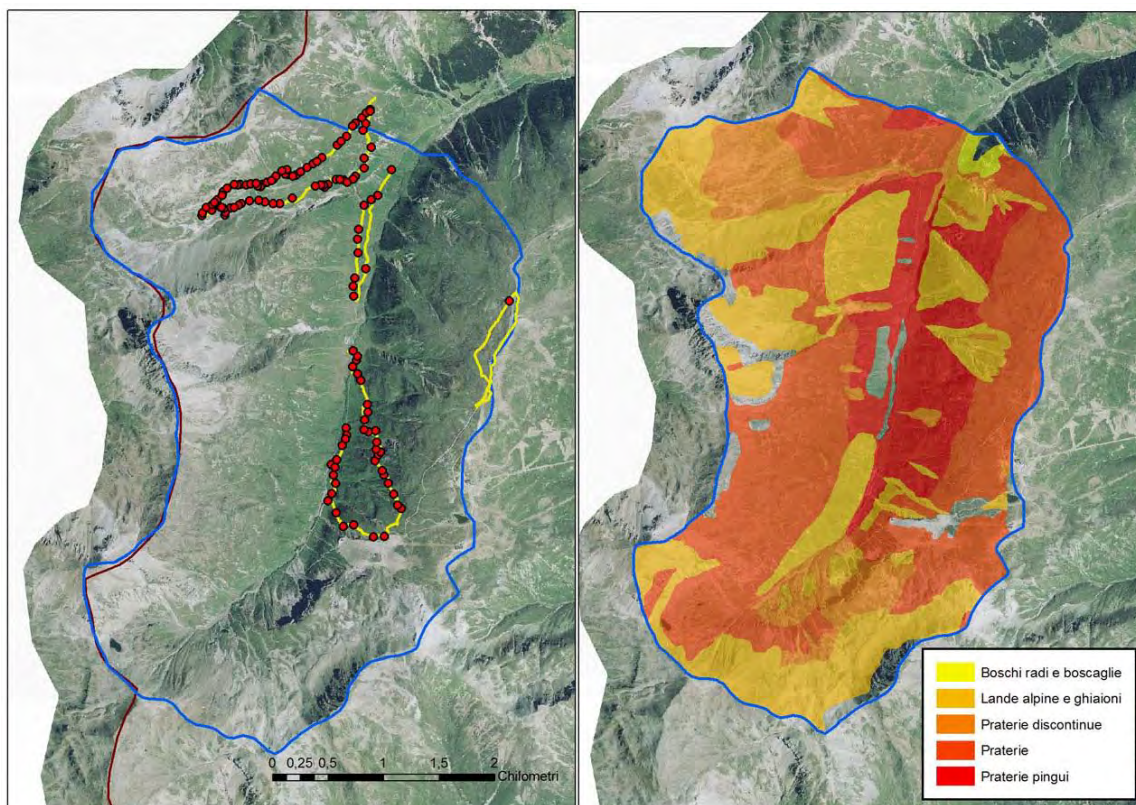 0 0,25 0,5 1 1,5 2
Chilometri
Boschi radi e boscaglie
Lande alpine e ghiaioni
Praterie discontinue
Praterie
Praterie pingui